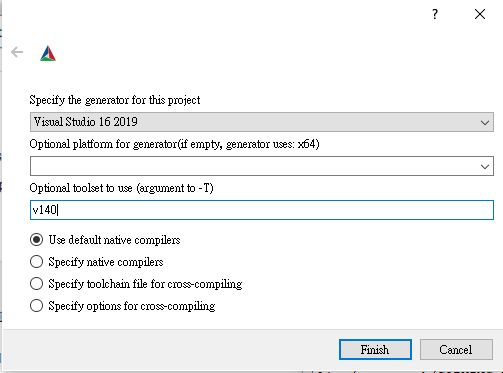 ?
Specify the generator for this project
Visual Studio 16 2019
Optional platform for generator(if empty, generator uses: x64)
Optional toolset to use (argument to -T)
v140
Use default native compilers
Specify native compilers
Specify toolchain file for cross-compiling
Specify options for cross-compiling
Finish Cancel